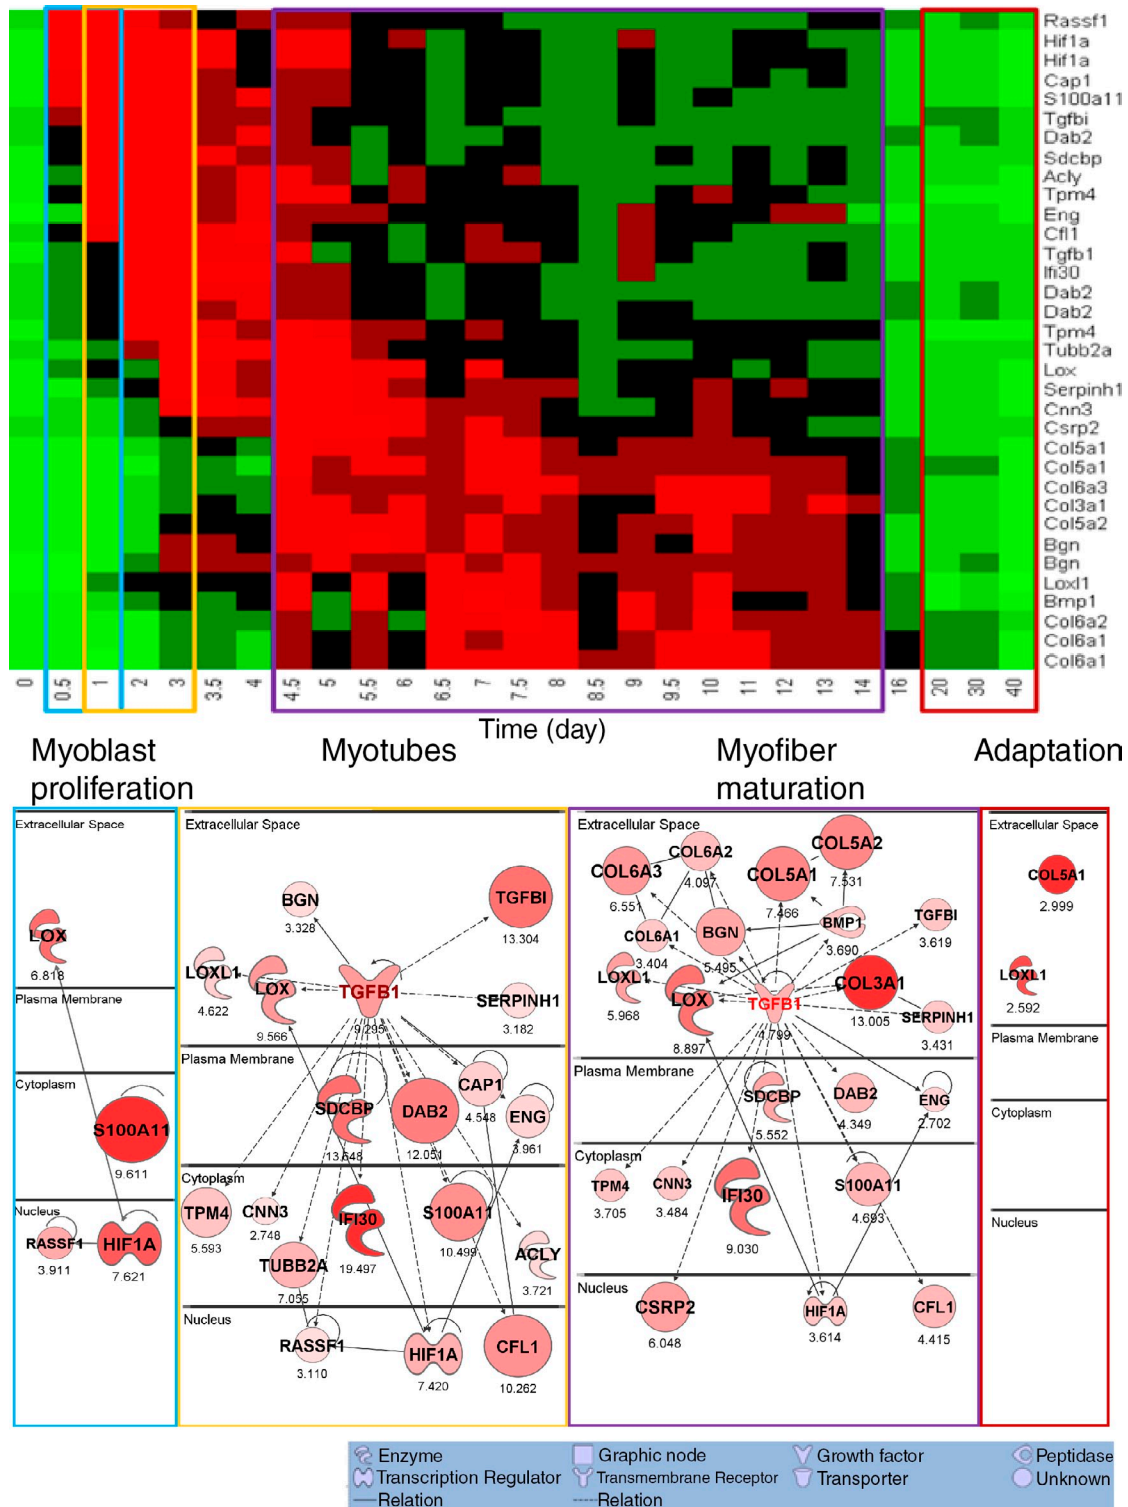 Rassf1
Hif1a
Hif1a
Cap1
S100a11
Tgfbi
Dab2
Sdcbp
Acly
Tpm4
Eng
Cfl1
Tgfb1
Ifi30
Dab2
Dab2
Tpm4
Tubb2a
Lox
Serpinh1
Cnn3
Csrp2
Col5a1
Col5a1
Col6a3
Col3a1
Col5a2
Bgn
Bgn
Loxl1
Bmp1
Col6a2
Col6a1
Col6a1
0 0.5 1 2 3 3.5 4 4.5 5 5.5 6 6.5 7 7.5 8 8.5 9 9.5 10 11 12 13 14 16 20 30 40
Time (day)
Myoblast
proliferation
Myotubes
Myofiber
maturation
Adaptation
Extracellular Space
LOX
6.818
Plasma Membrane
Cytoplasm
S100A11
9.611
Nucleus
RASSF1
3.911
HIF1A
7.621
Extracellular Space
BGN
3.328
TGFBI
13.304
LOXL1
4.622
LOX
9.566
TGFB1
9.295
SERPINH1
3.182
Plasma Membrane
SDCBP
13.648
DAB2
12.051
CAP1
4.548
ENG
3.961
Cytoplasm
TPM4
5.593
CNN3
2.748
IFI30
19.497
S100A11
10.499
TUBB2A
7.055
ACLY
3.721
Nucleus
RASSF1
3.110
HIF1A
7.420
CFL1
10.262
Extracellular Space
COL6A3
6.551
COL6A2
4.097
COL5A1
7.466
COL5A2
7.531
COL6A1
3.404
BGN
5.495
BMP1
3.690
TGFBI
3.619
LOXL1
5.968
LOX
8.897
TGFB1
4.799
COL3A1
13.005
SERPINH1
3.431
Plasma Membrane
SDCBP
5.552
DAB2
4.349
ENG
2.702
Cytoplasm
TPM4
3.705
CNN3
3.484
IFI30
9.030
S100A11
4.693
Nucleus
CSRP2
6.048
HIF1A
3.614
CFL1
4.415
Extracellular Space
COL5A1
2.999
LOXL1
2.592
Plasma Membrane
Cytoplasm
Nucleus
Enzyme Graphic node Growth factor Peptidase
Transcription Regulator Transmembrane Receptor Transporter Unknown
Relation Relation